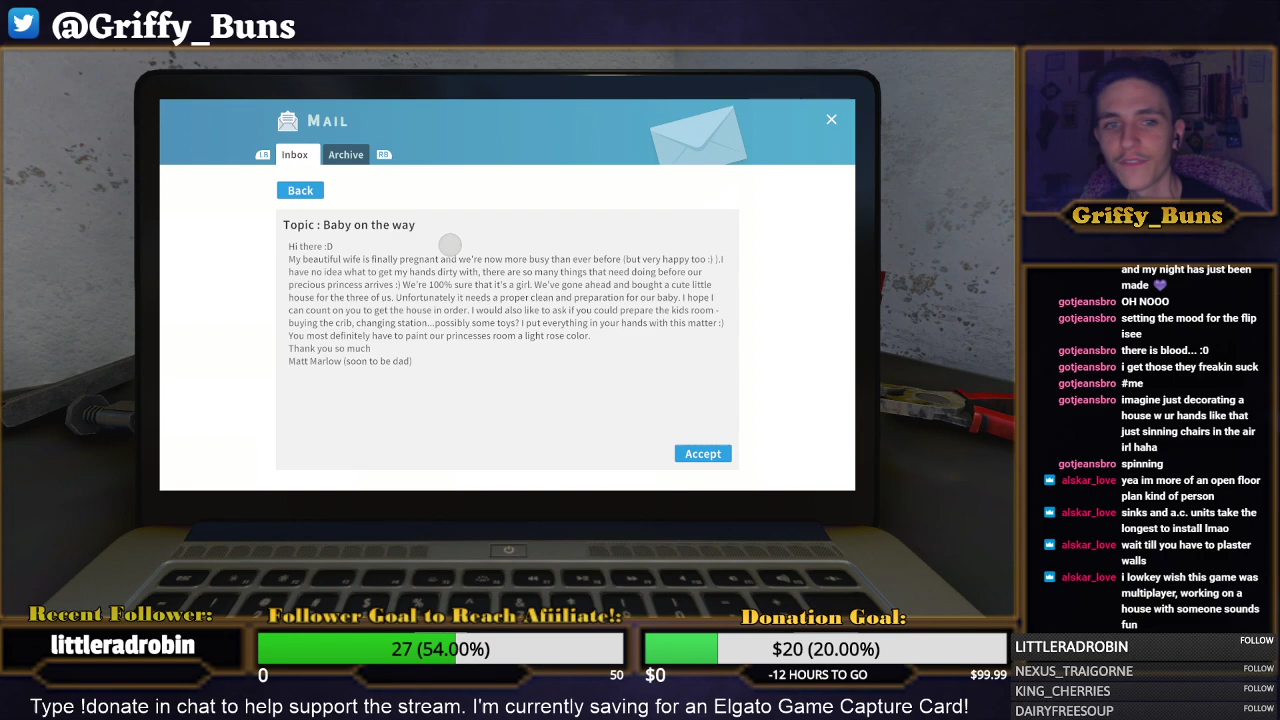 @Griffy_Buns
MAIL
LB
Inbox
Archive
RB
Back
Topic : Baby on the way
Hi there :D
My beautiful wife is finally pregnant and we're now more busy than ever before (but very happy too :) ).I
have no idea what to get my hands dirty with, there are so many things that need doing before our
precious princess arrives :) We're 100% sure that it's a girl. We've gone ahead and bought a cute little
house for the three of us. Unfortunately it needs a proper clean and preparation for our baby. I hope I
can count on you to get the house in order. I would also like to ask if you could prepare the kids room -
buying the crib, changing station...possibly some toys? I put everything in your hands with this matter :)
You most definitely have to paint our princesses room a light rose color.
Thank you so much
Matt Marlow (soon to be dad)
Accept
Griffy_Buns
and my night has just been
made
gotjeansbro OH NOOO
gotjeansbro setting the mood for the flip
isee
gotjeansbro there is blood... :0
gotjeansbro i get those they freakin suck
gotjeansbro #me
gotjeansbro imagine just decorating a
house w ur hands like that
just sinning chairs in the air
irl haha
gotjeansbro spinning
alskar_love yea im more of an open floor
plan kind of person
alskar_love sinks and a.c. units take the
longest to install lmao
alskar_love wait till you have to plaster
walls
alskar_love i lowkey wish this game was
multiplayer, working on a
house with someone sounds
fun
Recent Follower:
littleradrobin
Follower Goal to Reach Afiiliate!:
27 (54.00%)
0
50
Donation Goal:
$20 (20.00%)
$0
-12 HOURS TO GO
$99.99
LITTLERADROBIN FOLLOW
NEXUS_TRAIGORNE FOLLOW
KING_CHERRIES FOLLOW
DAIRYFREESOUP FOLLOW
Type !donate in chat to help support the stream. I'm currently saving for an Elgato Game Capture Card!